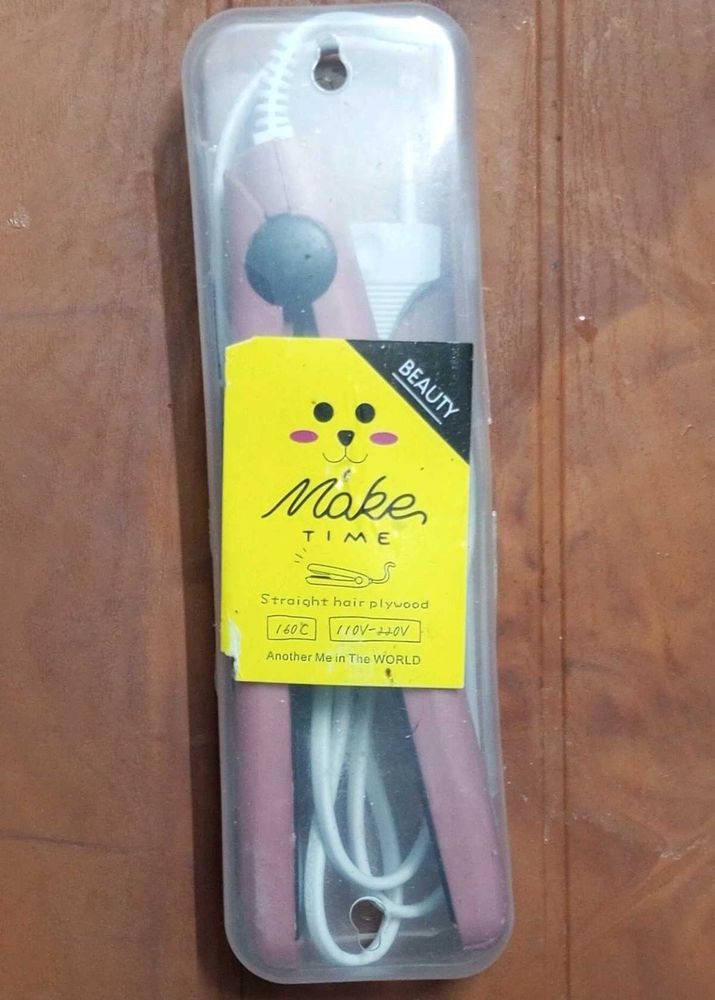 BEAUTY
Make
TIME
Straight hair plywood
160℃ 110V-220V
Another Me in The WORLD